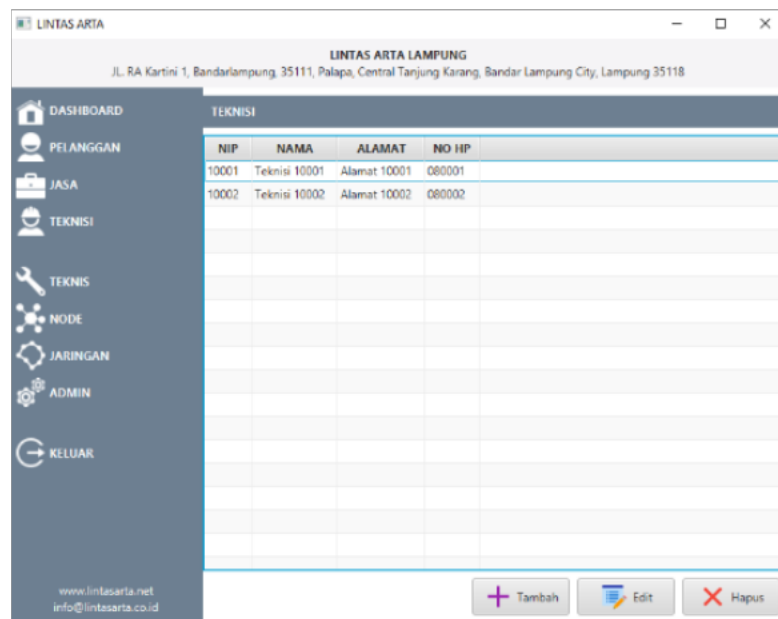 LINTAS ARTA
LINTAS ARTA LAMPUNG
JL. RA Kartini 1, Bandarlampung, 35111, Palapa, Central Tanjung Karang, Bandar Lampung City, Lampung 35118
DASHBOARD
PELANGGAN
JASA
TEKNISI
TEKNIS
NODE
JARINGAN
ADMIN
KELUAR
www.lintasarta.net
info@lintasarta.co.id
TEKNISI
NIP NAMA ALAMAT NO HP
10001 Teknisi 10001 Alamat 10001 080001
10002 Teknisi 10002 Alamat 10002 080002
Tambah Edit Hapus